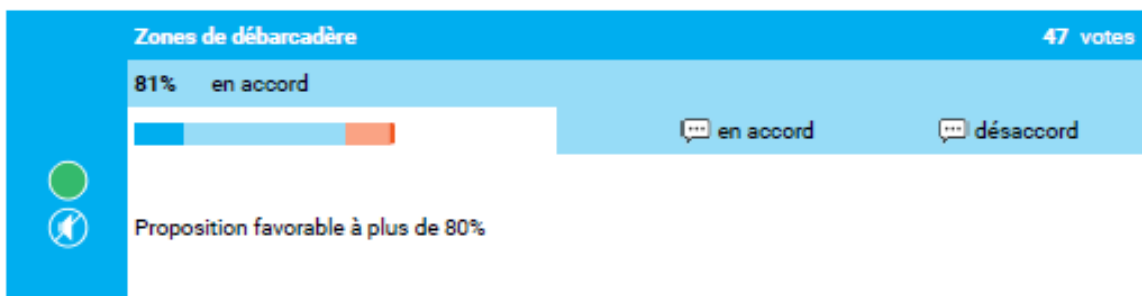 Zones de débarcadère 47 votes
81% en accord
en accord désaccord
Proposition favorable à plus de 80%